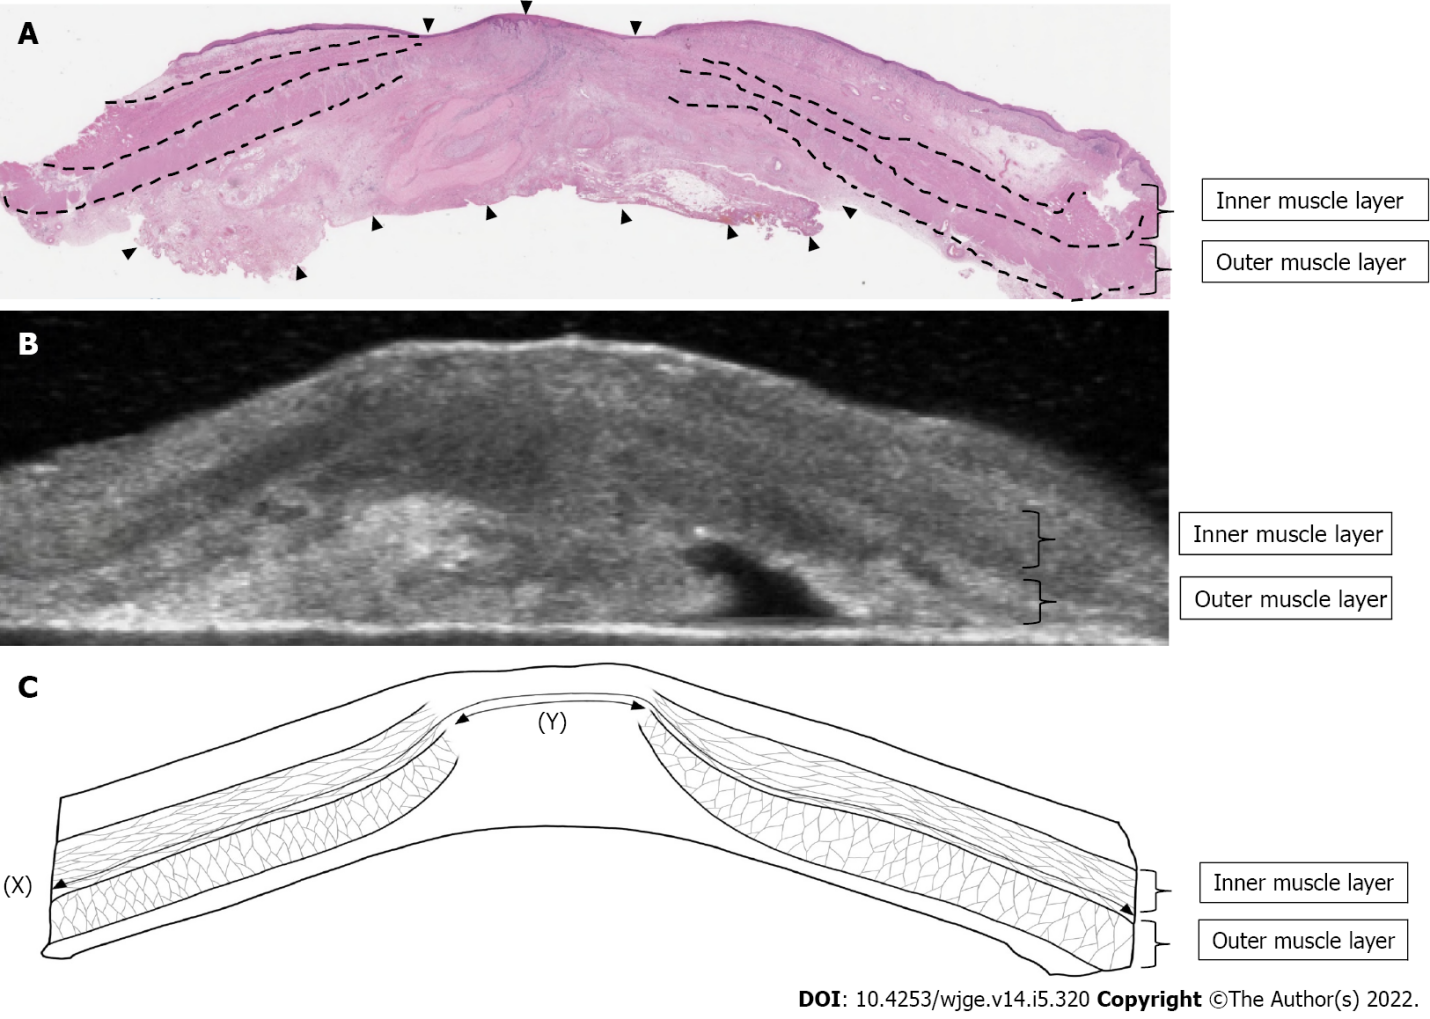 A
Inner muscle layer
Outer muscle layer
B
Inner muscle layer
Outer muscle layer
C
(Y)
(X)
Inner muscle layer
Outer muscle layer
DOI: 10.4253/wjge.v14.i5.320 Copyright ©The Author(s) 2022.